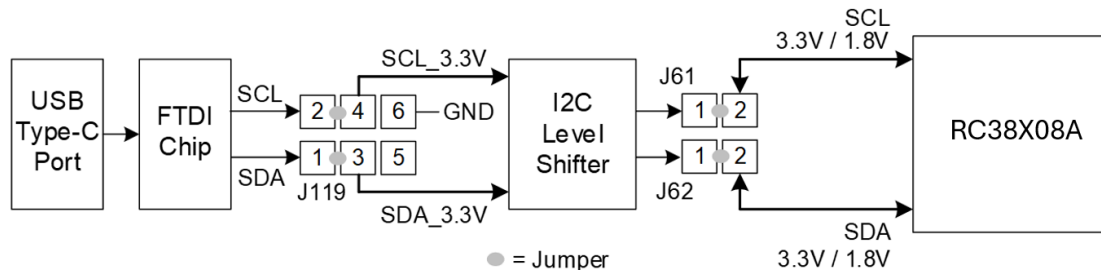 USB
Type-C
Port
FTDI
Chip
SCL
SDA
2 4 6
GND
1 3 5
J119
SCL_3.3V
SDA_3.3V
I2C
Level
Shifter
J61
1 2
1 2
J62
SCL
3.3V / 1.8V
SDA
3.3V / 1.8V
RC38X08A
= Jumper